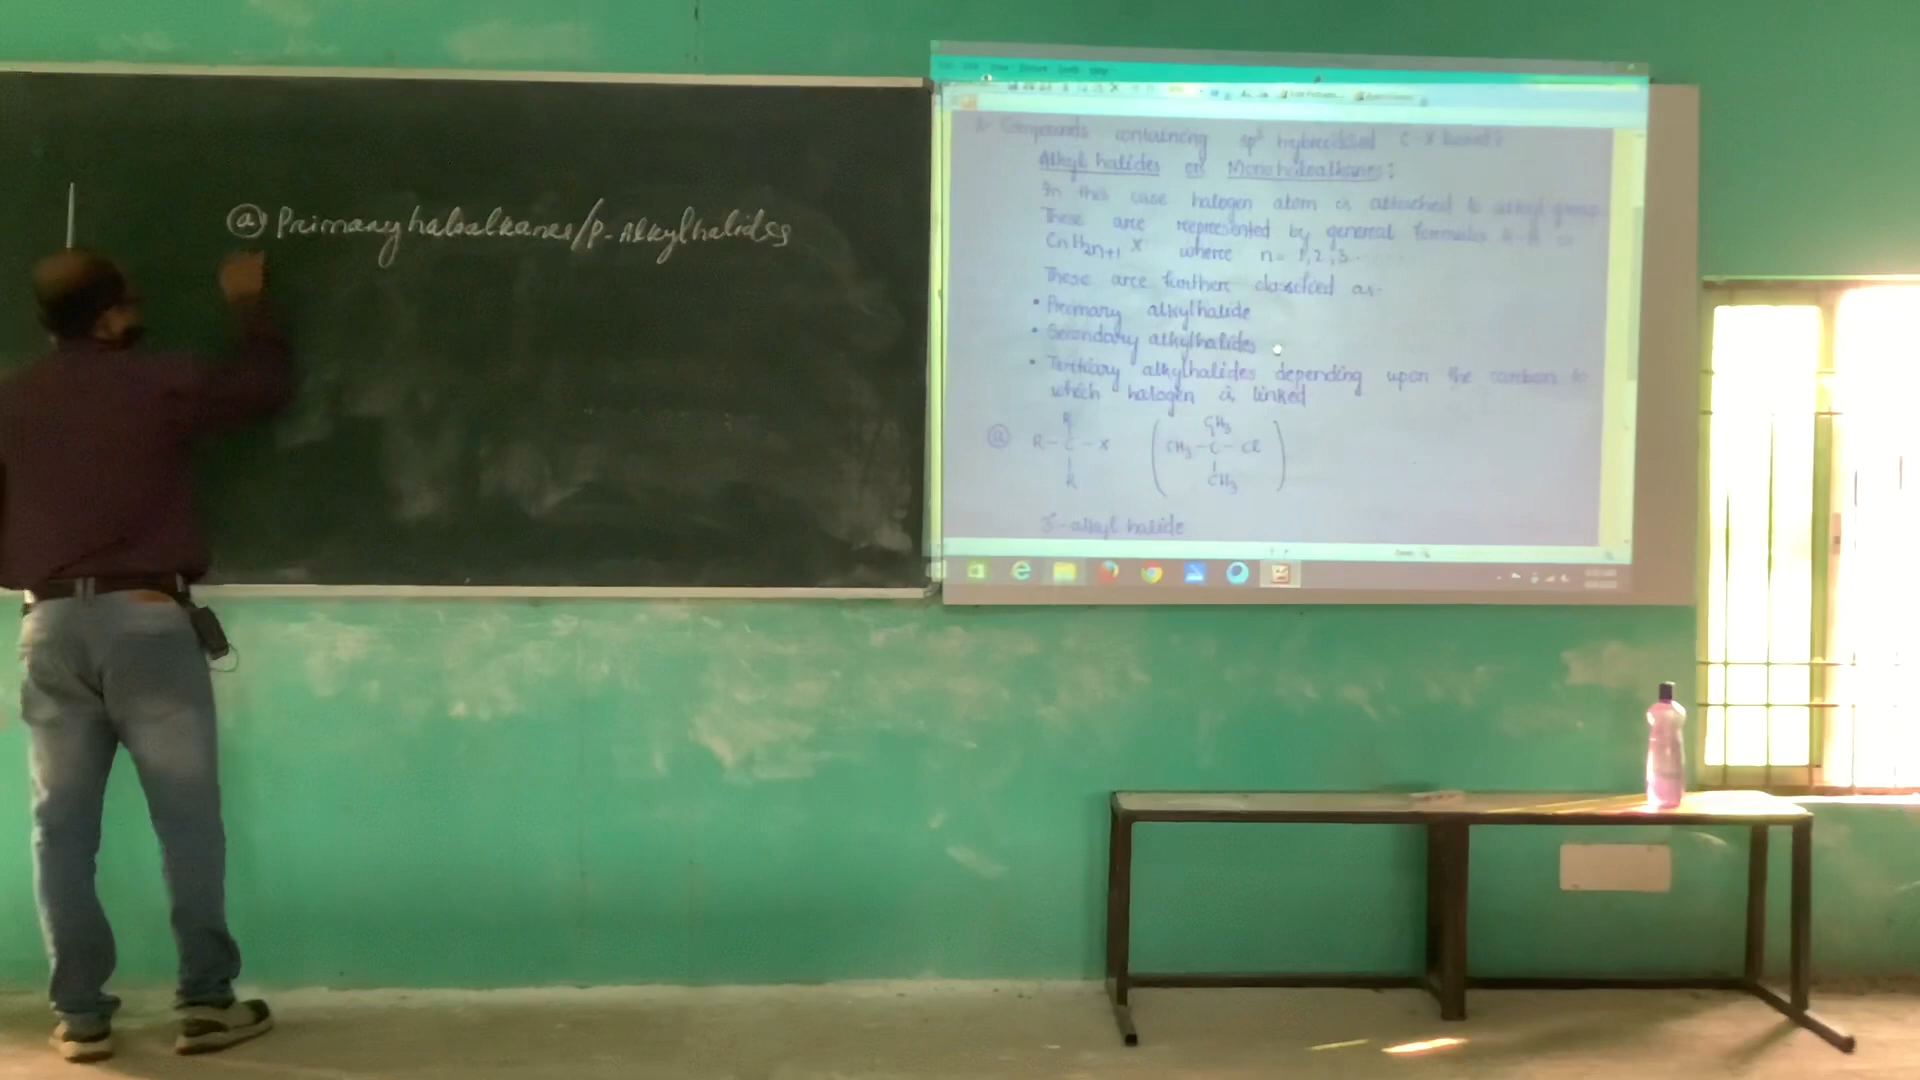 (a) Primary haloalkanes/P-Alkylhalides
Compounds containing sp³ hybridised C-X bond:
Alkyl halides or Monohaloalkanes:
In this case halogen atom is attached to alkyl group
These are represented by general formula
CnH2n+1 X where n= 1,2,3...
These are further classified as-
• Primary alkylhalide
• Secondary alkylhalides
• Tertiary alkylhalides depending upon the carbon to
which halogen is linked
R CH3
(a) R-C-X (CH3-C-Cl)
R CH3
3°-alkyl halide